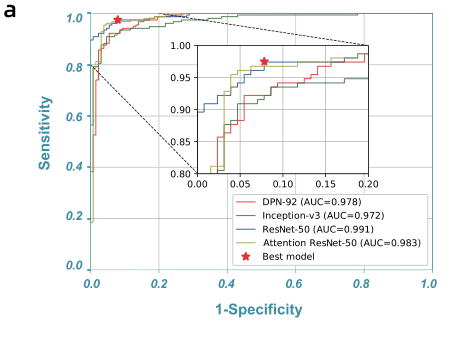 a
1.0
0.8
0.6
0.4
0.2
0.0
Sensitivity
1.00
0.95
0.90
0.85
0.80
0.00 0.05 0.10 0.15 0.20
DPN-92 (AUC=0.978)
Inception-v3 (AUC=0.972)
ResNet-50 (AUC=0.991)
Attention ResNet-50 (AUC=0.983)
Best model
0.0 0.2 0.4 0.6 0.8 1.0
1-Specificity